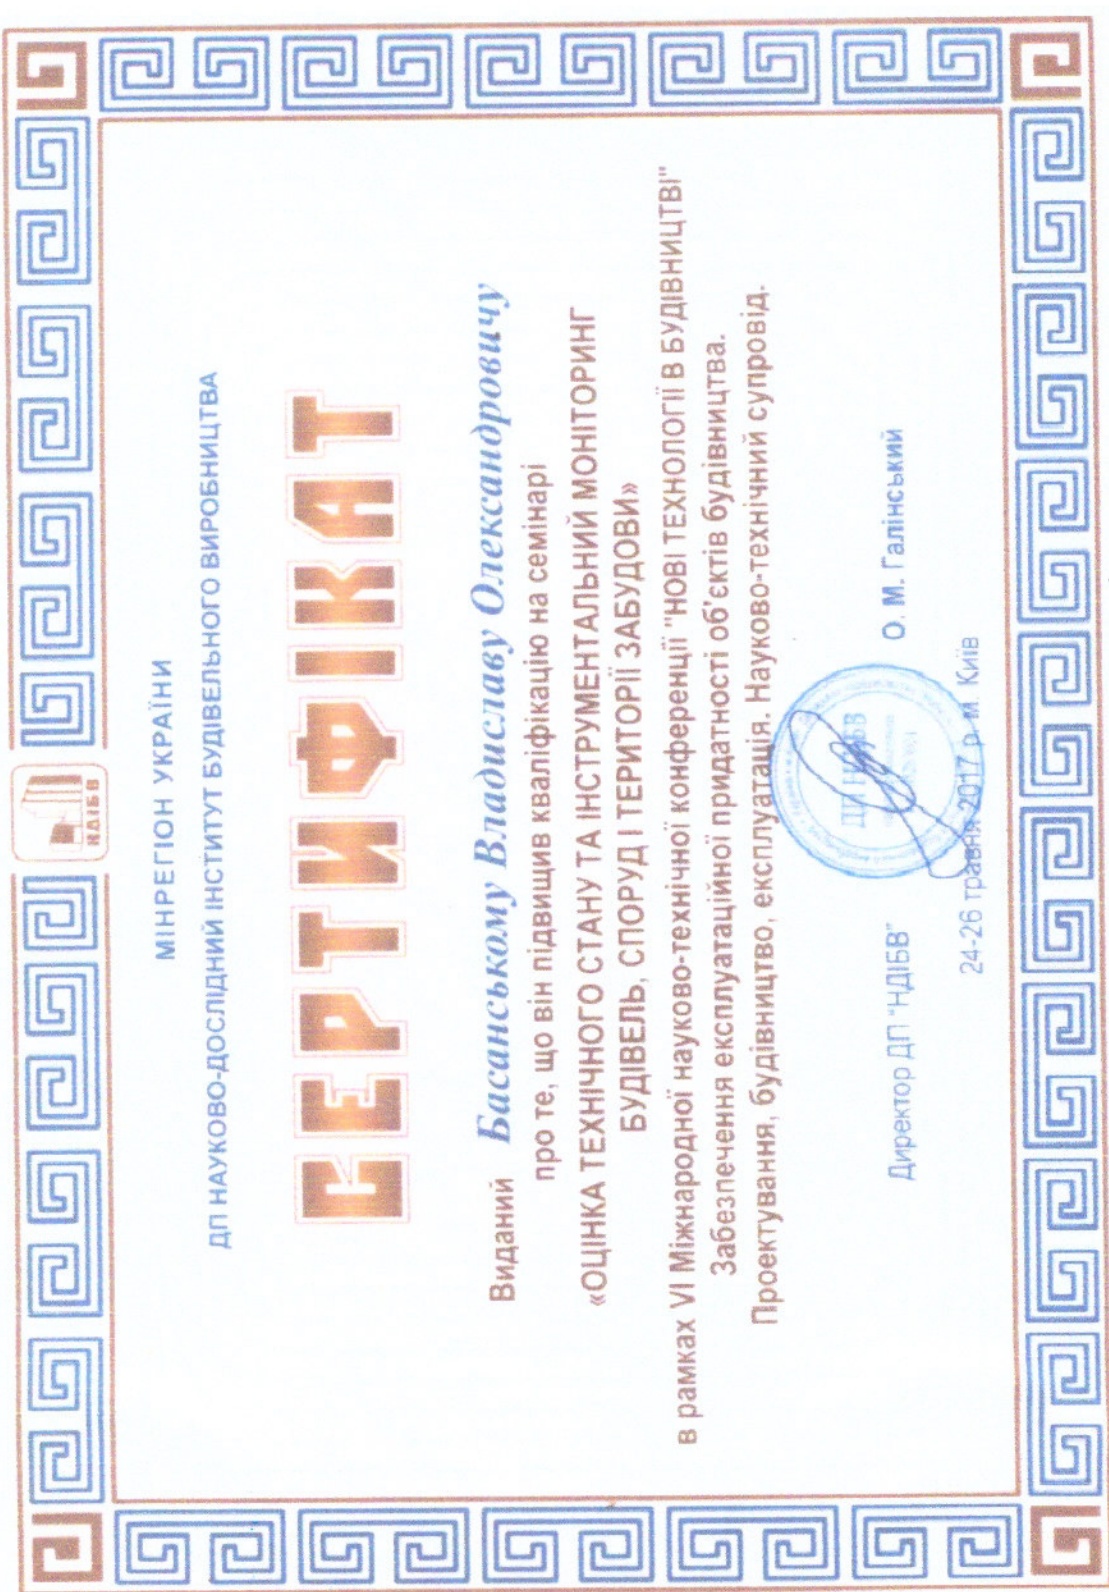 НДІБВ
МІНРЕГІОН УКРАЇНИ
ДП НАУКОВО-ДОСЛІДНИЙ ІНСТИТУТ БУДІВЕЛЬНОГО ВИРОБНИЦТВА
СЕРТИФІКАТ
Виданий Басанському Владиславу Олександровичу
про те, що він підвищив кваліфікацію на семінарі
«ОЦІНКА ТЕХНІЧНОГО СТАНУ ТА ІНСТРУМЕНТАЛЬНИЙ МОНІТОРИНГ
БУДІВЕЛЬ, СПОРУД І ТЕРИТОРІЇ ЗАБУДОВИ»
в рамках VI Міжнародної науково-технічної конференції "НОВІ ТЕХНОЛОГІЇ В БУДІВНИЦТВІ"
Забезпечення експлуатаційної придатності об'єктів будівництва.
Проектування, будівництво, експлуатація. Науково-технічний супровід.
Директор ДП "НДІБВ" О. М. Галінський
ДП НДІБВ
24-26 травня 2017 р. м. Київ